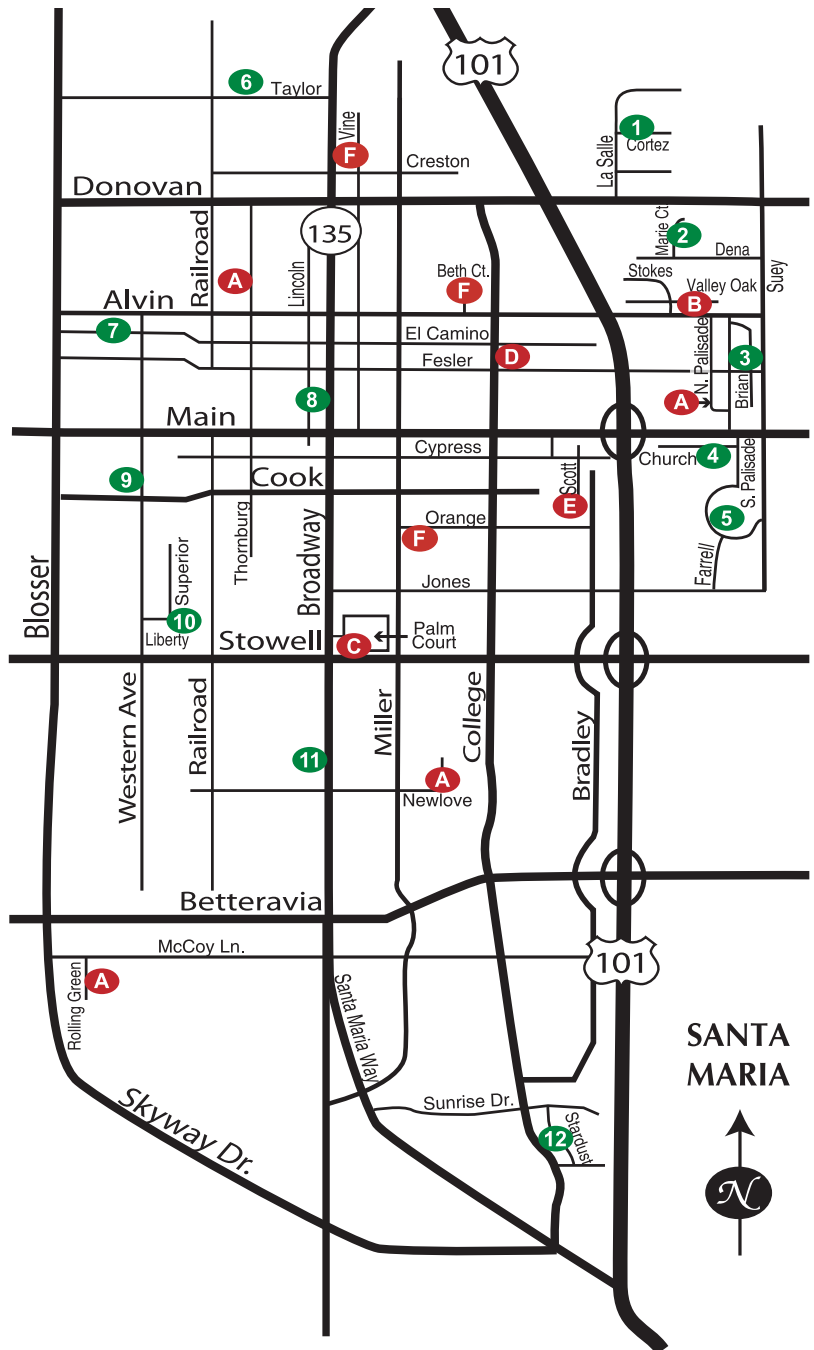 101
6
Taylor
1
Cortez
La Salle
Vine
F
Creston
Donovan
135
Marie Ct
2
Dena
Suey
Railroad
A
Lincoln
Beth Ct.
F
Stokes
Valley Oak
B
Alvin
7
El Camino
D
Fesler
N. Palisade
3
Brian
A
8
Main
Cypress
Church
4
9
Cook
Scott
E
S. Palisade
5
Orange
F
Thornburg
Broadway
Farrell
Jones
Blosser
Superior
10
Liberty
Stowell
C
Palm
Court
Western Ave
Railroad
Miller
College
Bradley
11
A
Newlove
Betteravia
McCoy Ln.
101
Rolling Green
A
Santa Maria Way
SANTA
MARIA
Skyway Dr.
Sunrise Dr.
12
Stardust
N